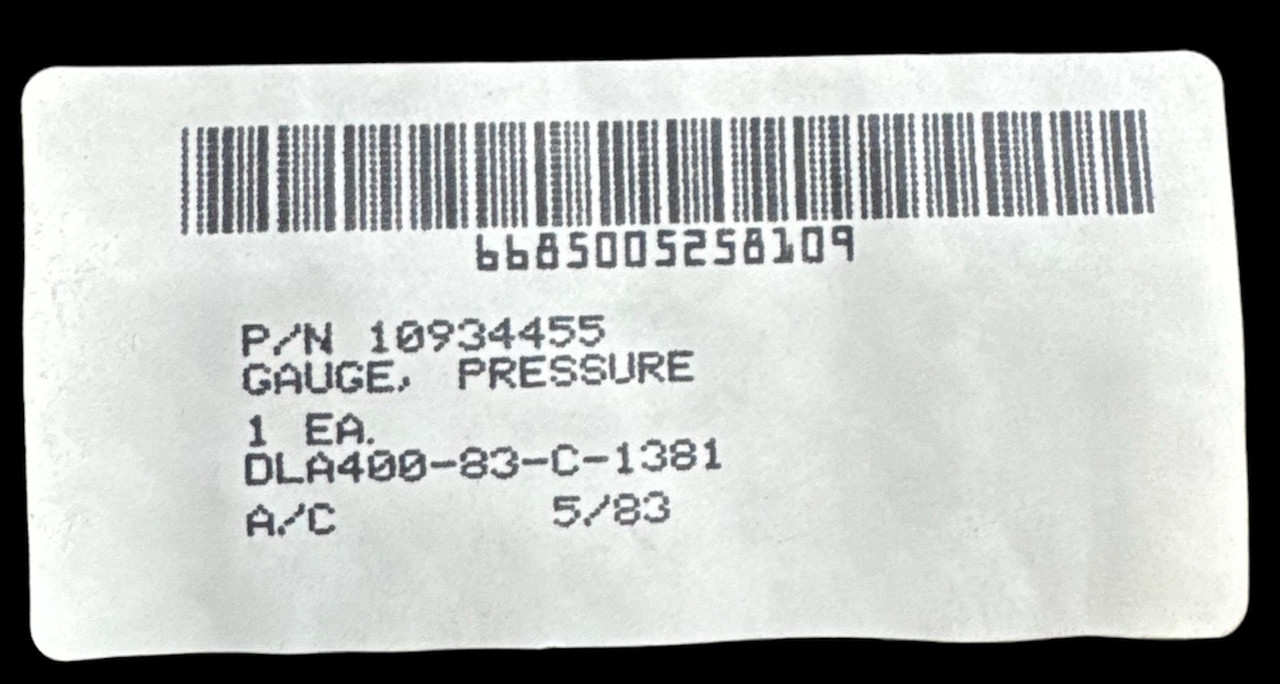 6685005258109
P/N 10934455
GAUGE, PRESSURE
1 EA.
DLA400-83-C-1381
A/C 5/83